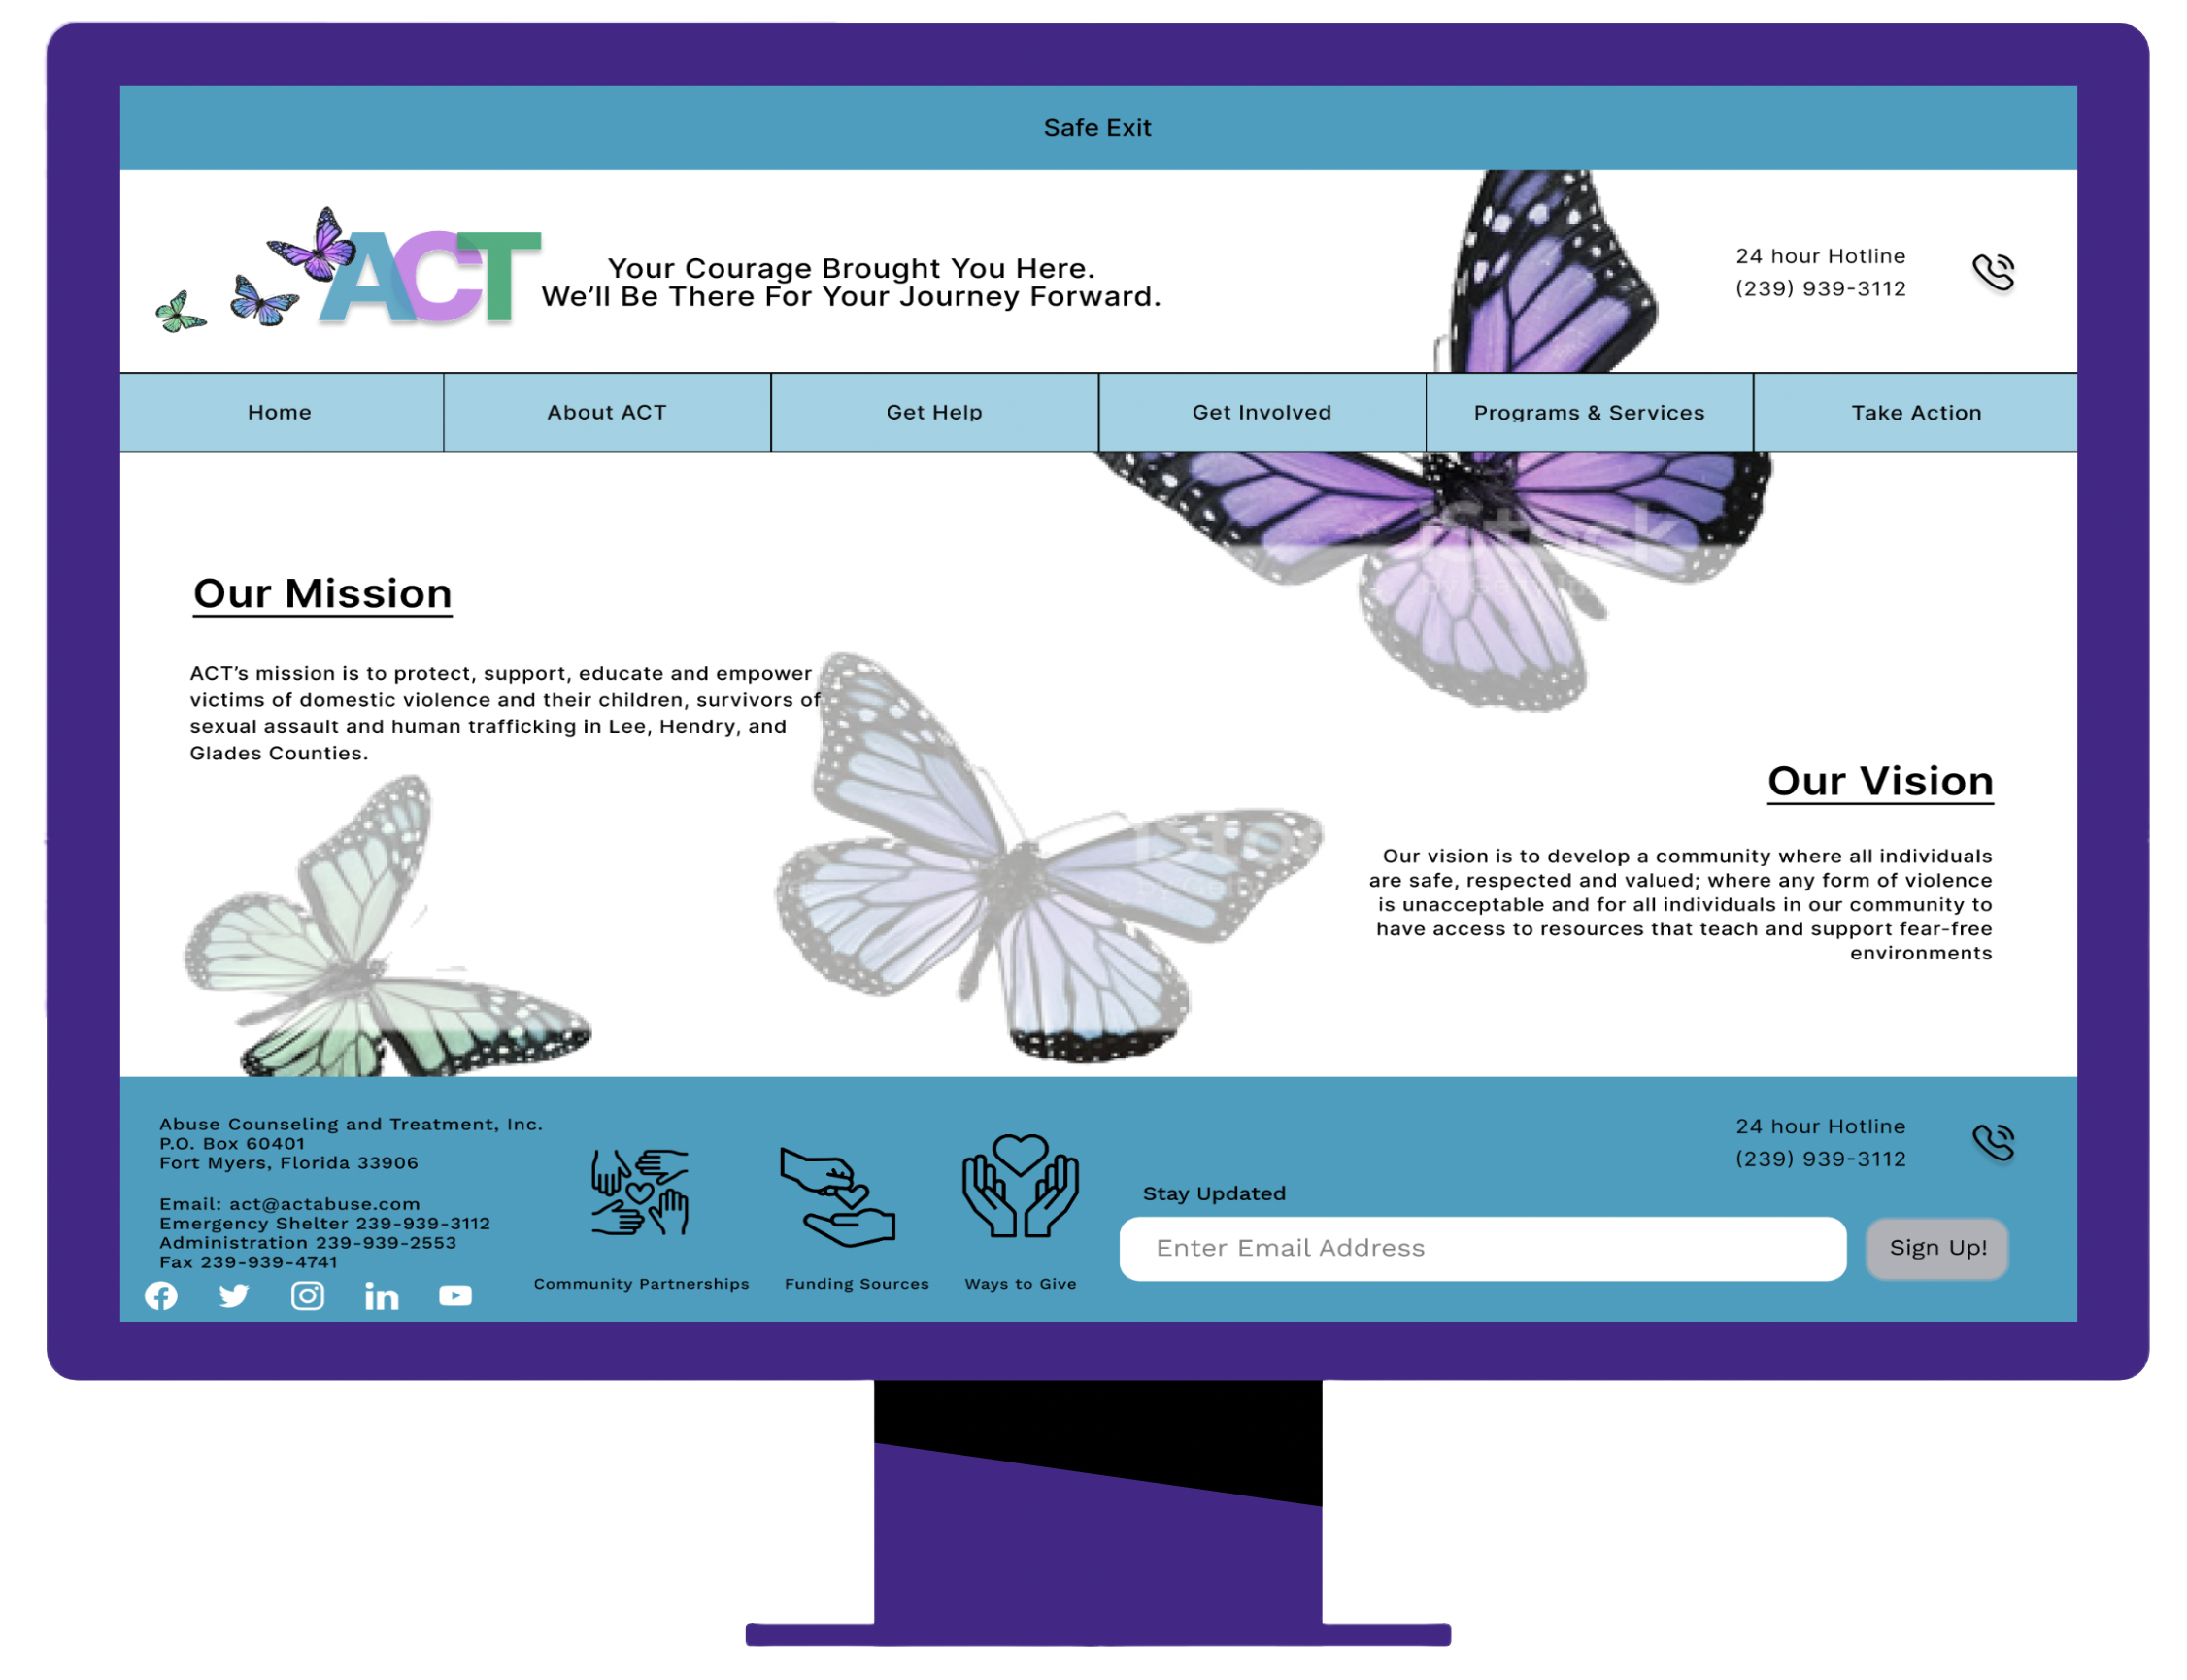 Safe Exit
ACT
Your Courage Brought You Here.
We'll Be There For Your Journey Forward.
24 hour Hotline
(239) 939-3112
Home
About ACT
Get Help
Get Involved
Programs & Services
Take Action
iStock
by Getty Im
Our Mission
ACT's mission is to protect, support, educate and empower
victims of domestic violence and their children, survivors of
sexual assault and human trafficking in Lee, Hendry, and
Glades Counties.
iSto
by Ge
Our Vision
Our vision is to develop a community where all individuals
are safe, respected and valued; where any form of violence
is unacceptable and for all individuals in our community to
have access to resources that teach and support fear-free
environments
Abuse Counseling and Treatment, Inc.
P.O. Box 60401
Fort Myers, Florida 33906
Email: act@actabuse.com
Emergency Shelter 239-939-3112
Administration 239-939-2553
Fax 239-939-4741
Community Partnerships
Funding Sources
Ways to Give
Stay Updated
Enter Email Address
Sign Up!
24 hour Hotline
(239) 939-3112
in